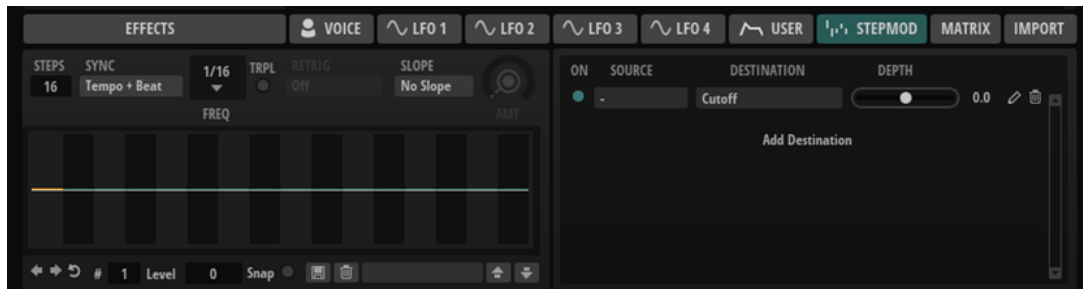 EFFECTS VOICE LFO 1 LFO 2 LFO 3 LFO 4 USER STEPMOD MATRIX IMPORT
STEPS SYNC 1/16 TRPL RETRIG SLOPE
16 Tempo + Beat Off No Slope
FREQ AMT
ON SOURCE DESTINATION DEPTH
- Cutoff 0.0
Add Destination
# 1 Level 0 Snap